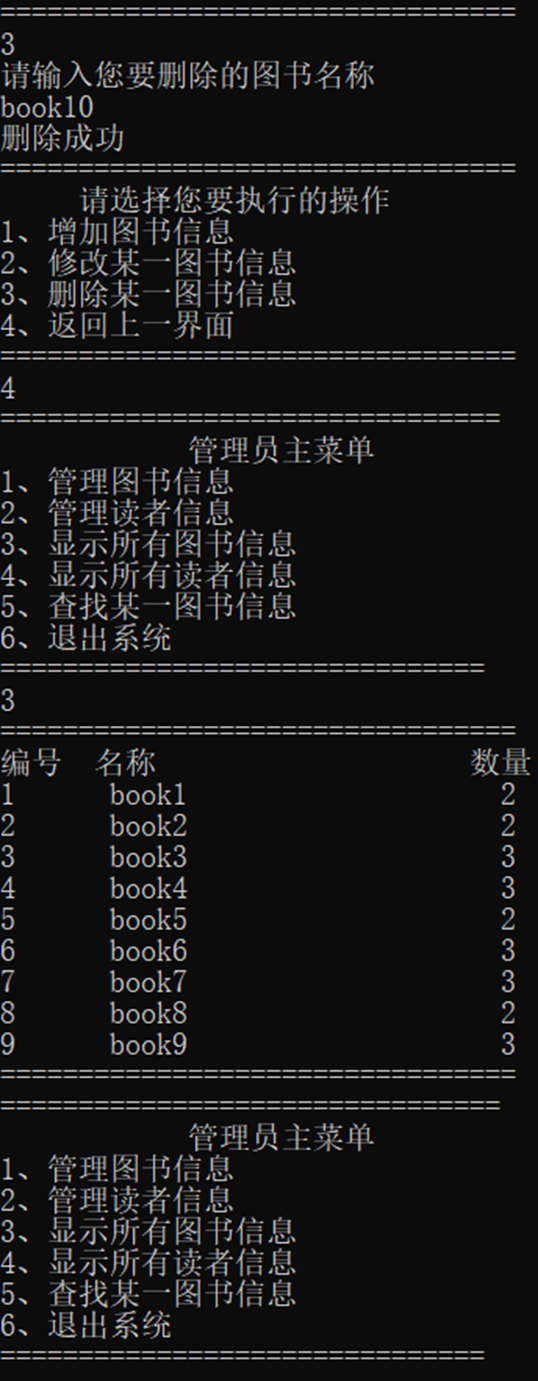 =================================
3
请输入您要删除的图书名称
book10
删除成功
=================================
     请选择您要执行的操作
1、增加图书信息
2、修改某一图书信息
3、删除某一图书信息
4、返回上一界面
=================================
4
================================
            管理员主菜单
1、管理图书信息
2、管理读者信息
3、显示所有图书信息
4、显示所有读者信息
5、查找某一图书信息
6、退出系统
===============================
3
=================================
编号  名称                    数量
1      book1                    2
2      book2                    2
3      book3                    3
4      book4                    3
5      book5                    2
6      book6                    3
7      book7                    3
8      book8                    2
9      book9                    3
=================================
================================
            管理员主菜单
1、管理图书信息
2、管理读者信息
3、显示所有图书信息
4、显示所有读者信息
5、查找某一图书信息
6、退出系统
===============================